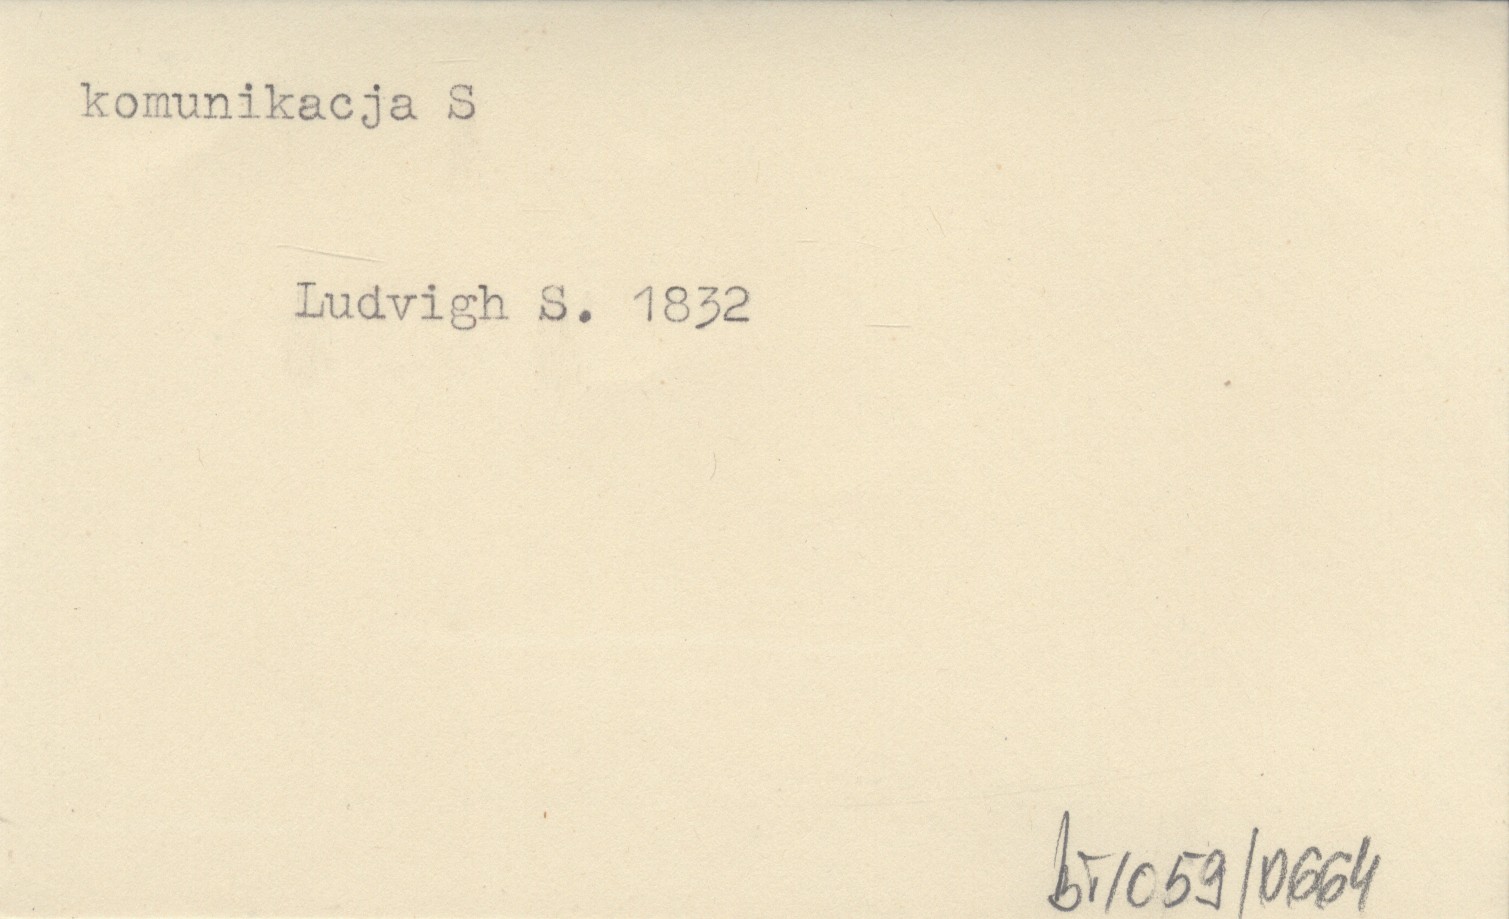 komunikacja S
Ludvigh S. 1832
bt/059/0664